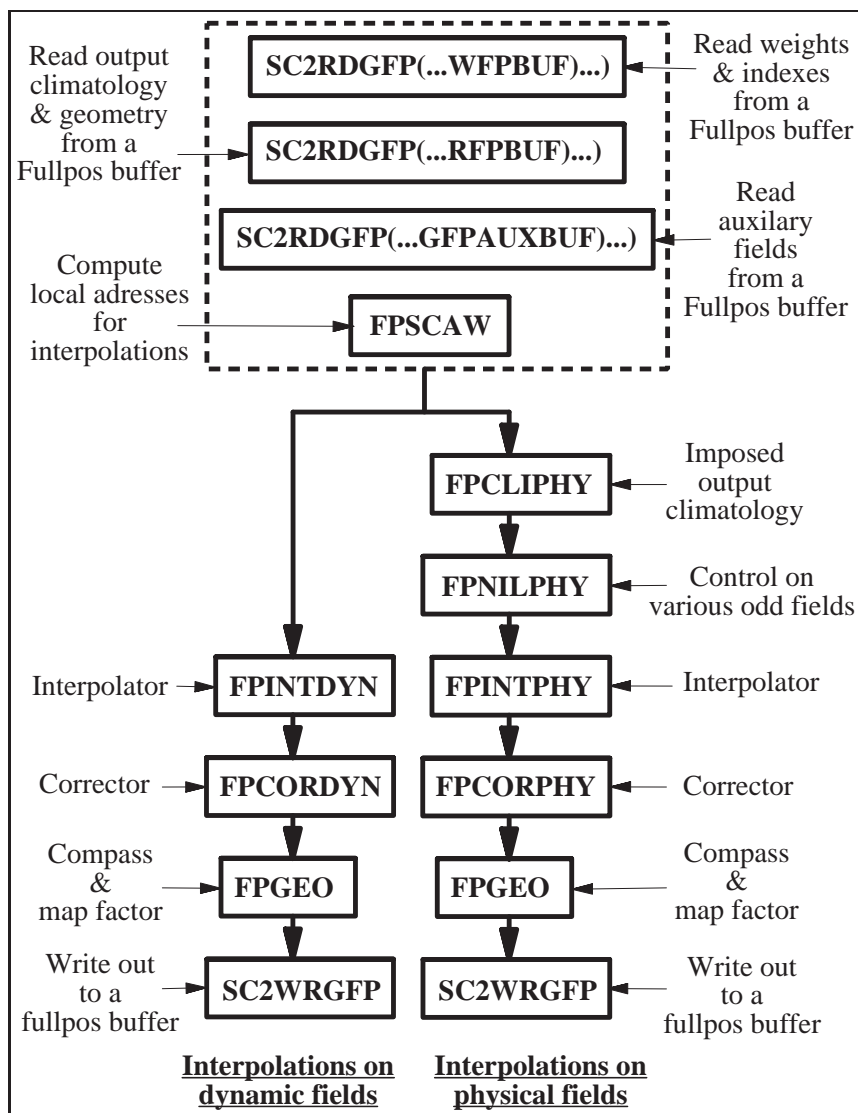 Read output
climatology
& geometry
from a
Fullpos buffer
SC2RDGFP(...WFPBUF)...)
Read weights
& indexes
from a
Fullpos buffer
SC2RDGFP(...RFPBUF)...)
SC2RDGFP(...GFPAUXBUF)...)
Read
auxilary
fields
from a
Fullpos buffer
Compute
local adresses
for
interpolations
FPSCAW
FPCLIPHY
Imposed
output
climatology
FPNILPHY
Control on
various odd fields
Interpolator
FPINTDYN
FPINTPHY
Interpolator
Corrector
FPCORDYN
FPCORPHY
Corrector
Compass
&
map factor
FPGEO
FPGEO
Compass
&
map factor
Write out
to a
fullpos buffer
SC2WRGFP
SC2WRGFP
Write out
to a
fullpos buffer
Interpolations on
dynamic fields
Interpolations on
physical fields